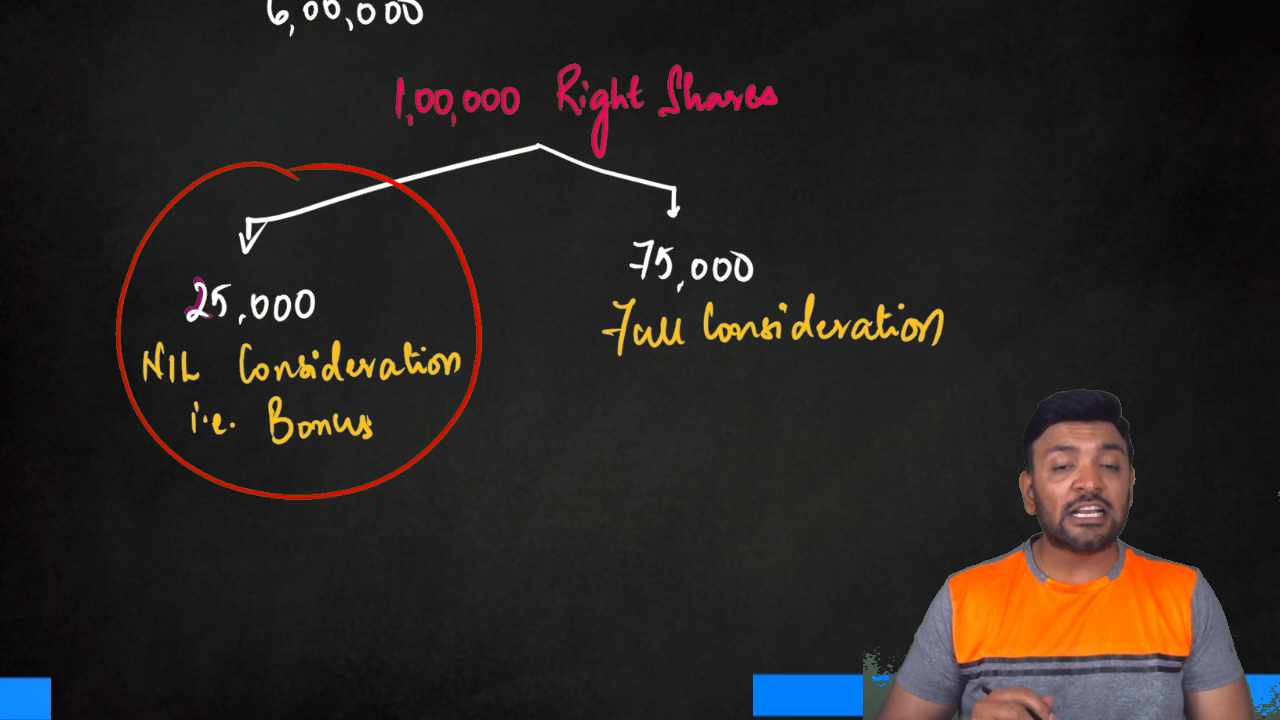 6,00,000
1,00,000 Right Shares
25,000
NIL Consideration
i.e. Bonus
75,000
Full Consideration